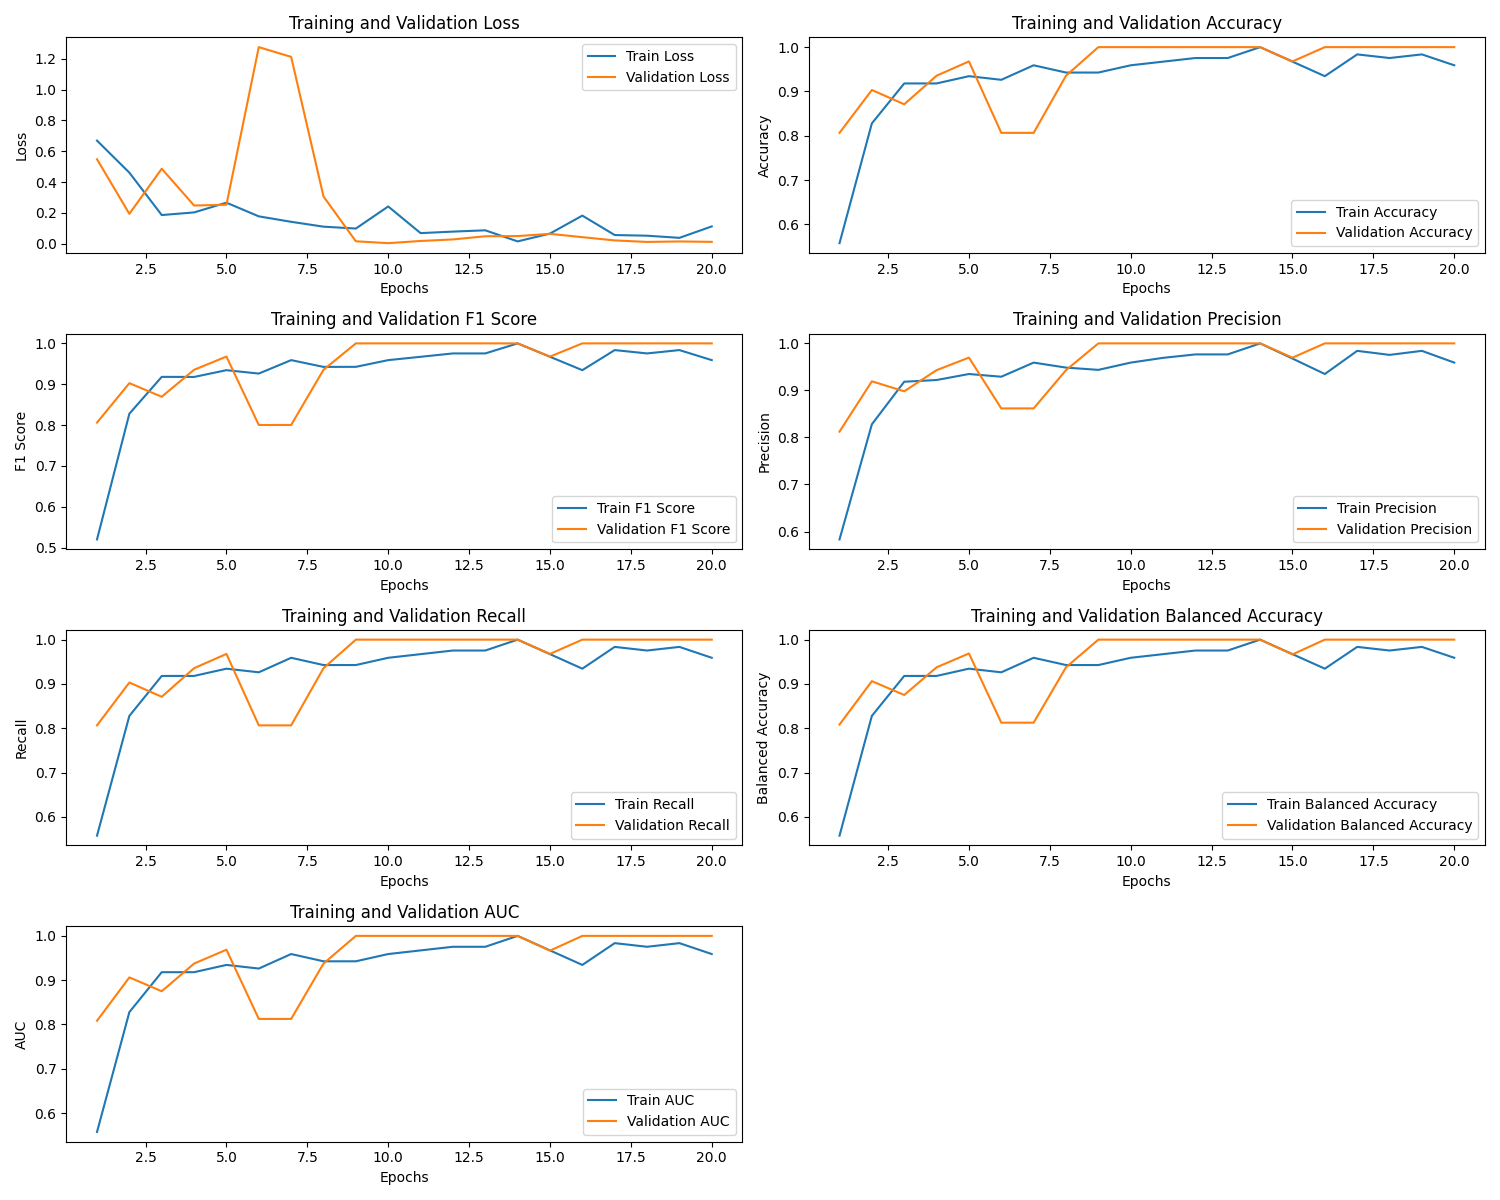 Training and Validation Loss
1.2
1.0
0.8
0.6
0.4
0.2
0.0
Loss
Train Loss
Validation Loss
2.5 5.0 7.5 10.0 12.5 15.0 17.5 20.0
Epochs
Training and Validation Accuracy
1.0
0.9
0.8
0.7
0.6
Accuracy
Train Accuracy
Validation Accuracy
2.5 5.0 7.5 10.0 12.5 15.0 17.5 20.0
Epochs
Training and Validation F1 Score
1.0
0.9
0.8
0.7
0.6
0.5
F1 Score
Train F1 Score
Validation F1 Score
2.5 5.0 7.5 10.0 12.5 15.0 17.5 20.0
Epochs
Training and Validation Precision
1.0
0.9
0.8
0.7
0.6
Precision
Train Precision
Validation Precision
2.5 5.0 7.5 10.0 12.5 15.0 17.5 20.0
Epochs
Training and Validation Recall
1.0
0.9
0.8
0.7
0.6
Recall
Train Recall
Validation Recall
2.5 5.0 7.5 10.0 12.5 15.0 17.5 20.0
Epochs
Training and Validation Balanced Accuracy
1.0
0.9
0.8
0.7
0.6
Balanced Accuracy
Train Balanced Accuracy
Validation Balanced Accuracy
2.5 5.0 7.5 10.0 12.5 15.0 17.5 20.0
Epochs
Training and Validation AUC
1.0
0.9
0.8
0.7
0.6
AUC
Train AUC
Validation AUC
2.5 5.0 7.5 10.0 12.5 15.0 17.5 20.0
Epochs